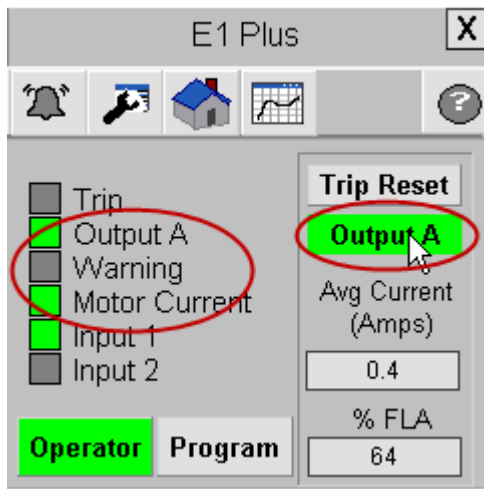 E1 Plus
X
?
Trip
Output A
Warning
Motor Current
Input 1
Input 2
Trip Reset
Output A
Avg Current
(Amps)
0.4
% FLA
64
Operator
Program